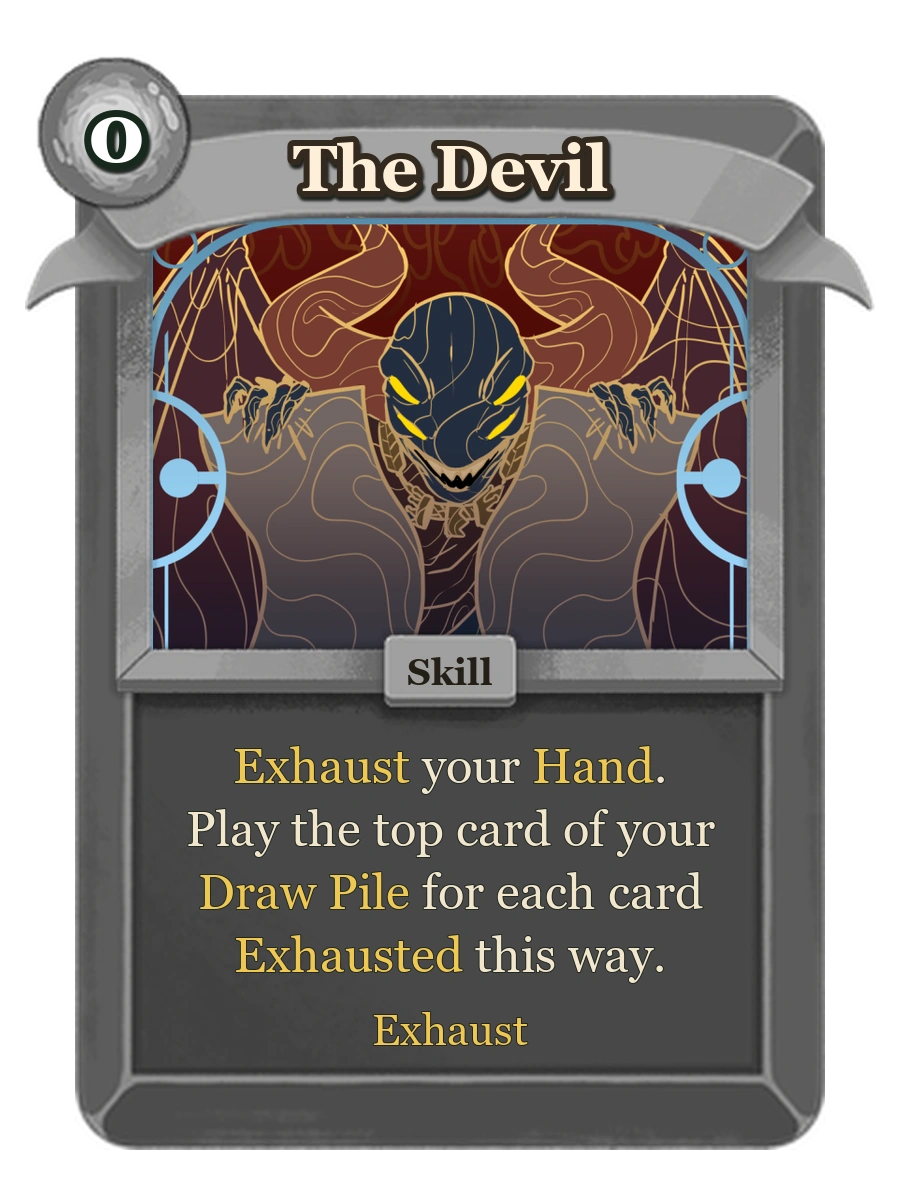 0
The Devil
Skill
Exhaust your Hand.
Play the top card of your
Draw Pile for each card
Exhausted this way.
Exhaust